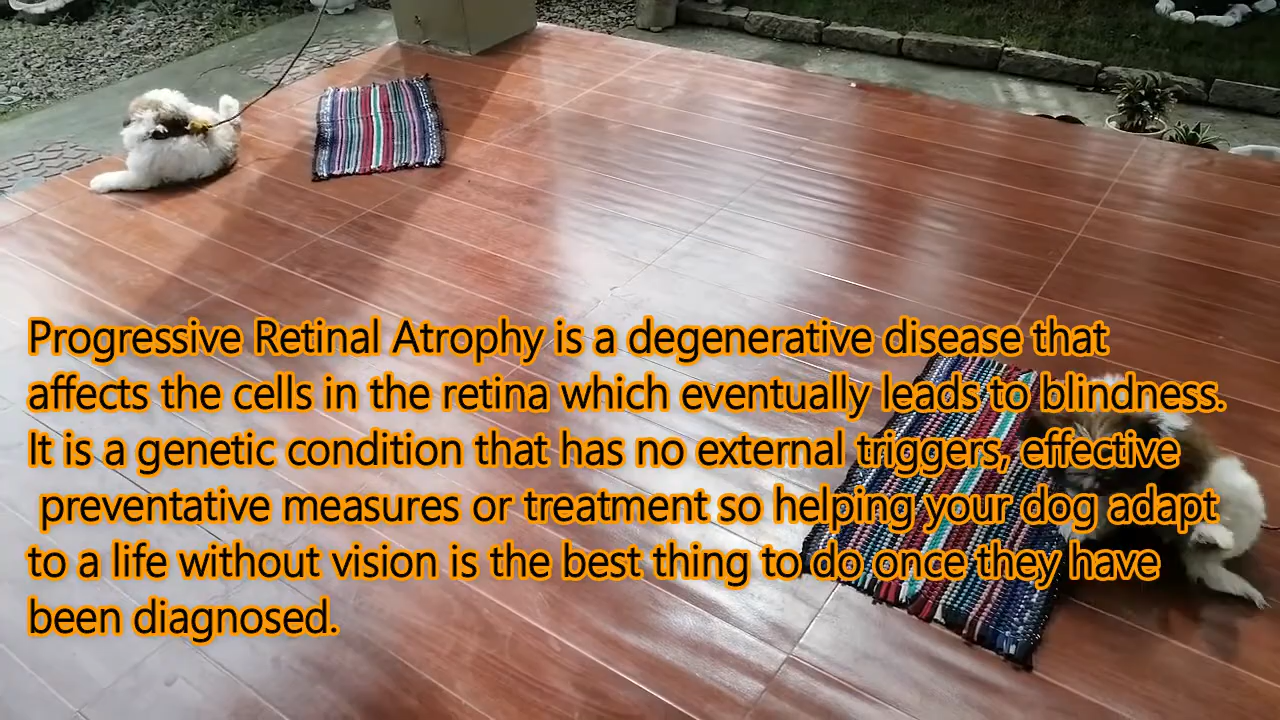 Progressive Retinal Atrophy is a degenerative disease that
affects the cells in the retina which eventually leads to blindness.
It is a genetic condition that has no external triggers, effective
preventative measures or treatment so helping your dog adapt
to a life without vision is the best thing to do once they have
been diagnosed.